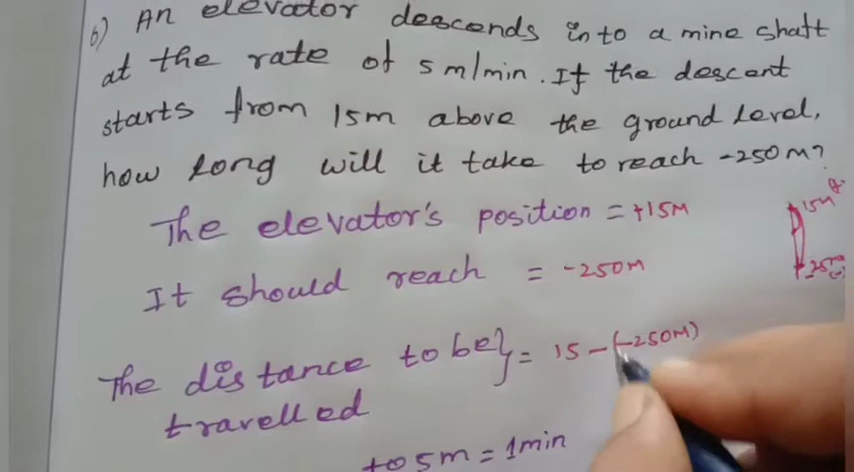 6) An elevator descends into a mine shaft
at the rate of 5 m/min. If the descent
starts from 15m above the ground level,
how long will it take to reach -250m?
The elevator's position = +15M
15M
It should reach = -250M
The distance to be } = 15-(-250M)
travelled
to 5m = 1min